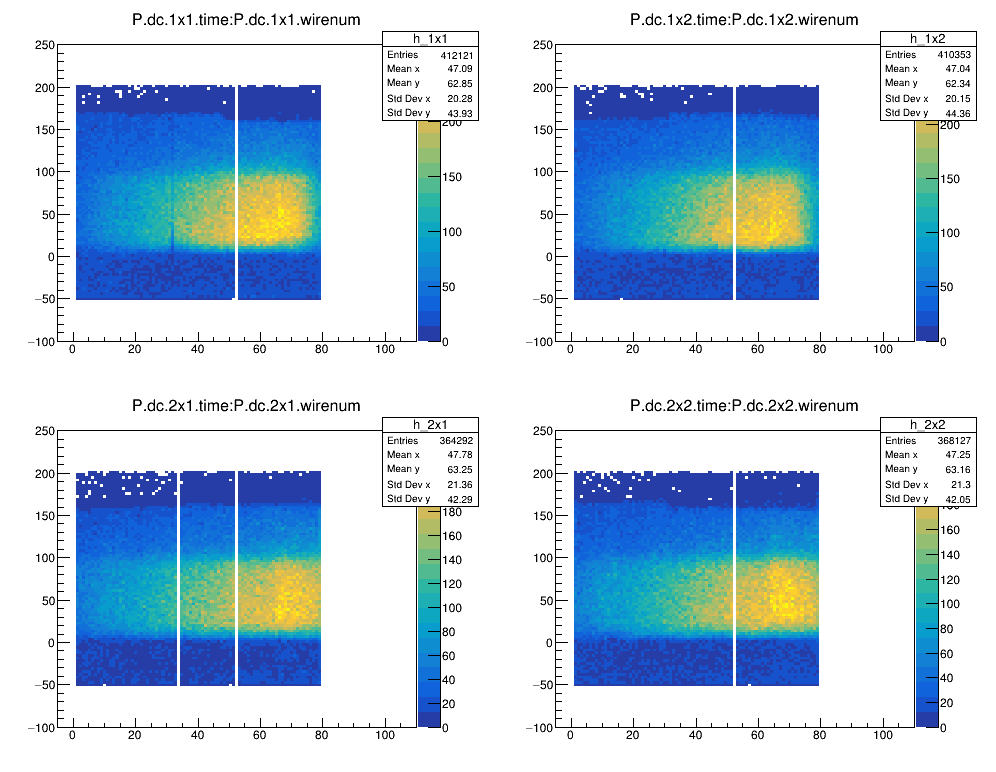 P.dc.1x1.time:P.dc.1x1.wirenum
h_1x1
Entries 412121
Mean x 47.09
Mean y 62.85
Std Dev x 20.28
Std Dev y 43.93
250
200
150
100
50
0
−50
−100
0 20 40 60 80 100
200
150
100
50
0
P.dc.1x2.time:P.dc.1x2.wirenum
h_1x2
Entries 410353
Mean x 47.04
Mean y 62.34
Std Dev x 20.15
Std Dev y 44.36
250
200
150
100
50
0
−50
−100
0 20 40 60 80 100
200
150
100
50
0
P.dc.2x1.time:P.dc.2x1.wirenum
h_2x1
Entries 364292
Mean x 47.78
Mean y 63.25
Std Dev x 21.36
Std Dev y 42.29
250
200
150
100
50
0
−50
−100
0 20 40 60 80 100
180
160
140
120
100
80
60
40
20
0
P.dc.2x2.time:P.dc.2x2.wirenum
h_2x2
Entries 368127
Mean x 47.25
Mean y 63.16
Std Dev x 21.3
Std Dev y 42.05
250
200
150
100
50
0
−50
−100
0 20 40 60 80 100
160
140
120
100
80
60
40
20
0